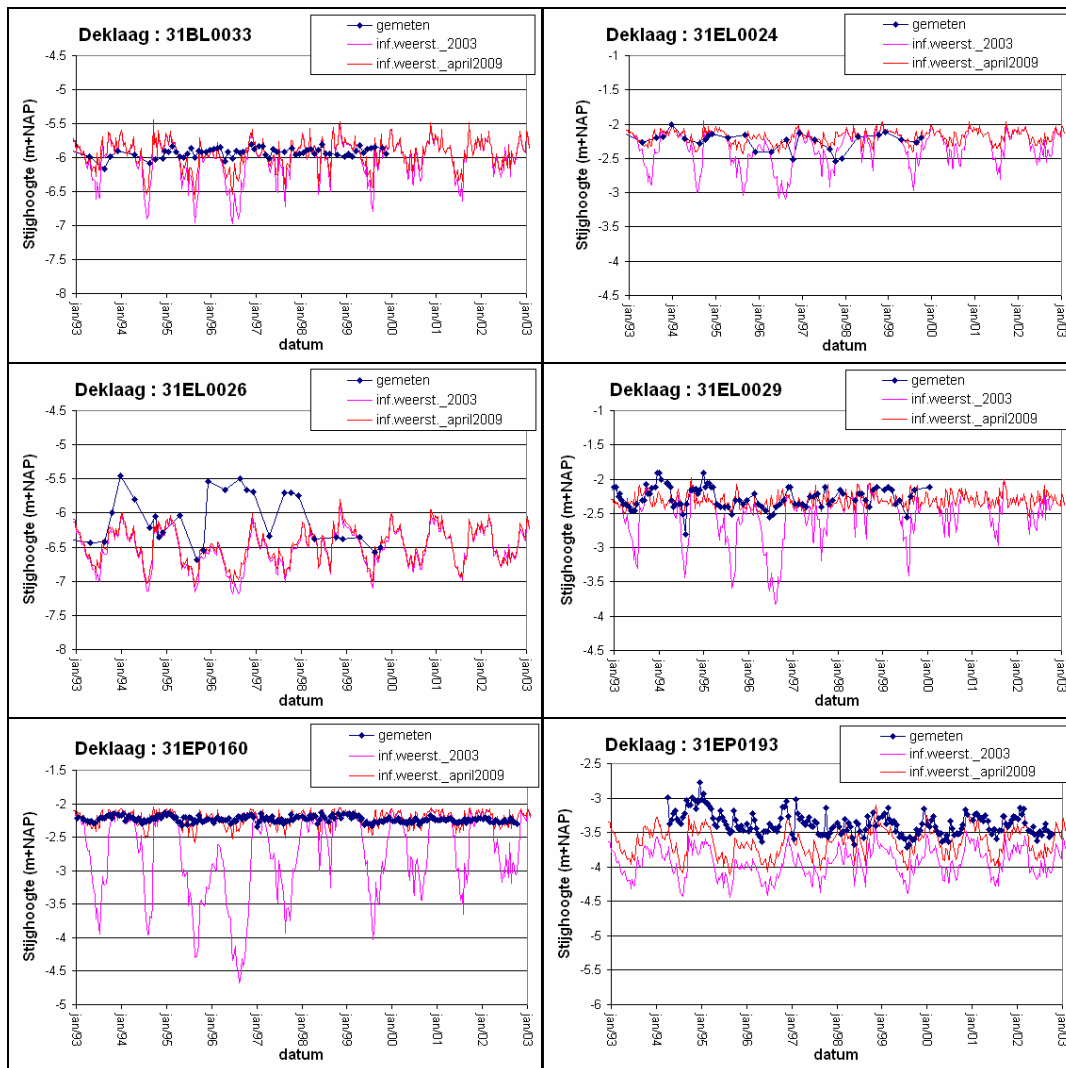 Deklaag : 31BL0033
gemeten
inf.weerst._2003
inf.weerst._april2009
Stijghoogte (m+NAP)
-4.5
-5
-5.5
-6
-6.5
-7
-7.5
-8
jan/93
jan/94
jan/95
jan/96
jan/97
jan/98
jan/99
jan/00
jan/01
jan/02
jan/03
datum
Deklaag : 31EL0024
gemeten
inf.weerst._2003
inf.weerst._april2009
Stijghoogte (m+NAP)
-1
-1.5
-2
-2.5
-3
-3.5
-4
-4.5
jan/93
jan/94
jan/95
jan/96
jan/97
jan/98
jan/99
jan/00
jan/01
jan/02
jan/03
datum
Deklaag : 31EL0026
gemeten
inf.weerst._2003
inf.weerst._april2009
Stijghoogte (m+NAP)
-4.5
-5
-5.5
-6
-6.5
-7
-7.5
-8
jan/93
jan/94
jan/95
jan/96
jan/97
jan/98
jan/99
jan/00
jan/01
jan/02
jan/03
datum
Deklaag : 31EL0029
gemeten
inf.weerst._2003
inf.weerst._april2009
Stijghoogte (m+NAP)
-1
-1.5
-2
-2.5
-3
-3.5
-4
-4.5
jan/93
jan/94
jan/95
jan/96
jan/97
jan/98
jan/99
jan/00
jan/01
jan/02
jan/03
datum
Deklaag : 31EP0160
gemeten
inf.weerst._2003
inf.weerst._april2009
Stijghoogte (m+NAP)
-1.5
-2
-2.5
-3
-3.5
-4
-4.5
-5
jan/93
jan/94
jan/95
jan/96
jan/97
jan/98
jan/99
jan/00
jan/01
jan/02
jan/03
datum
Deklaag : 31EP0193
gemeten
inf.weerst._2003
inf.weerst._april2009
Stijghoogte (m+NAP)
-2.5
-3
-3.5
-4
-4.5
-5
-5.5
-6
jan/93
jan/94
jan/95
jan/96
jan/97
jan/98
jan/99
jan/00
jan/01
jan/02
jan/03
datum